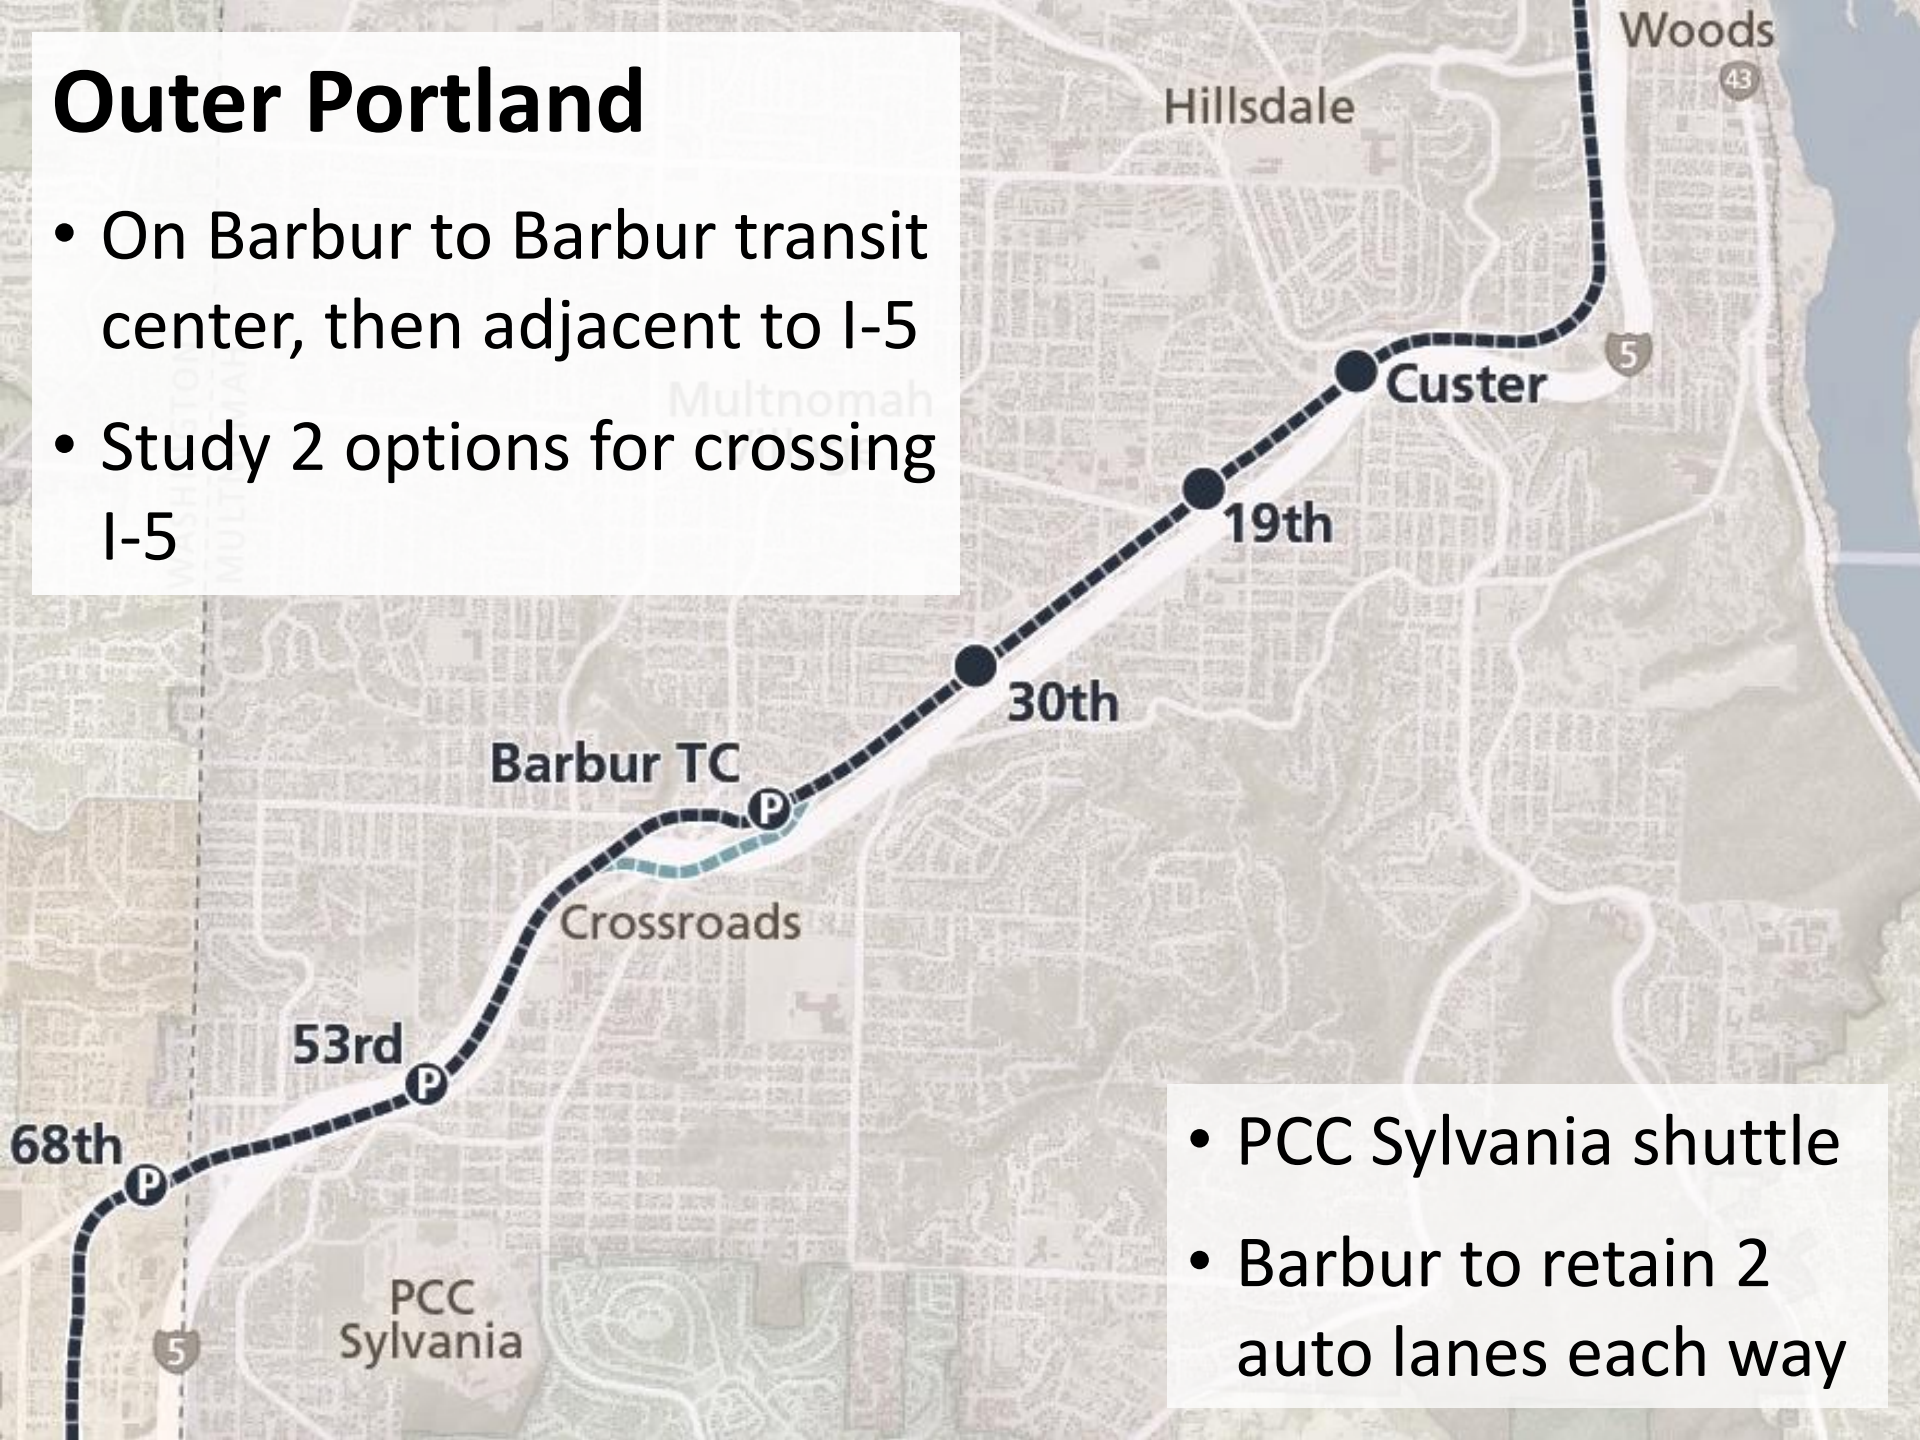 Outer Portland
• On Barbur to Barbur transit
center, then adjacent to I-5
• Study 2 options for crossing
I-5
Woods
43
Hillsdale
5
Custer
Multnomah
19th
30th
Barbur TC
P
Crossroads
53rd
P
68th
P
PCC
Sylvania
5
• PCC Sylvania shuttle
• Barbur to retain 2
auto lanes each way